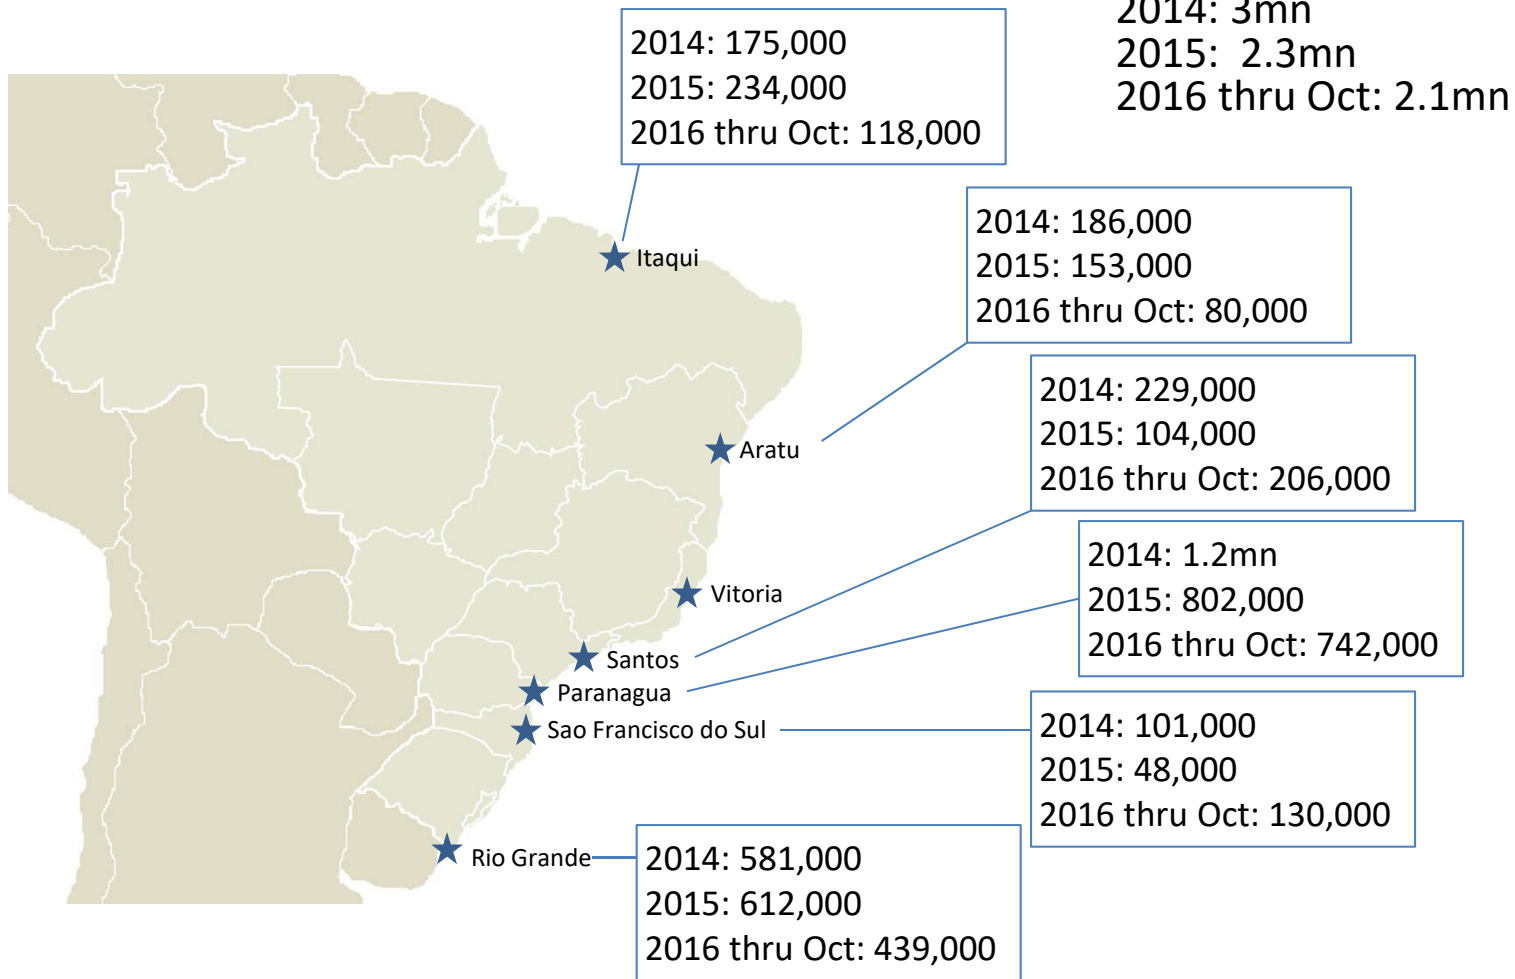 2014: 3mn
2015:  2.3mn
2016 thru Oct: 2.1mn
2014: 175,000
2015: 234,000
2016 thru Oct: 118,000
Itaqui
2014: 186,000
2015: 153,000
2016 thru Oct: 80,000
Aratu
2014: 229,000
2015: 104,000
2016 thru Oct: 206,000
Vitoria
Santos
2014: 1.2mn
2015: 802,000
2016 thru Oct: 742,000
Paranagua
Sao Francisco do Sul
2014: 101,000
2015: 48,000
2016 thru Oct: 130,000
Rio Grande
2014: 581,000
2015: 612,000
2016 thru Oct: 439,000